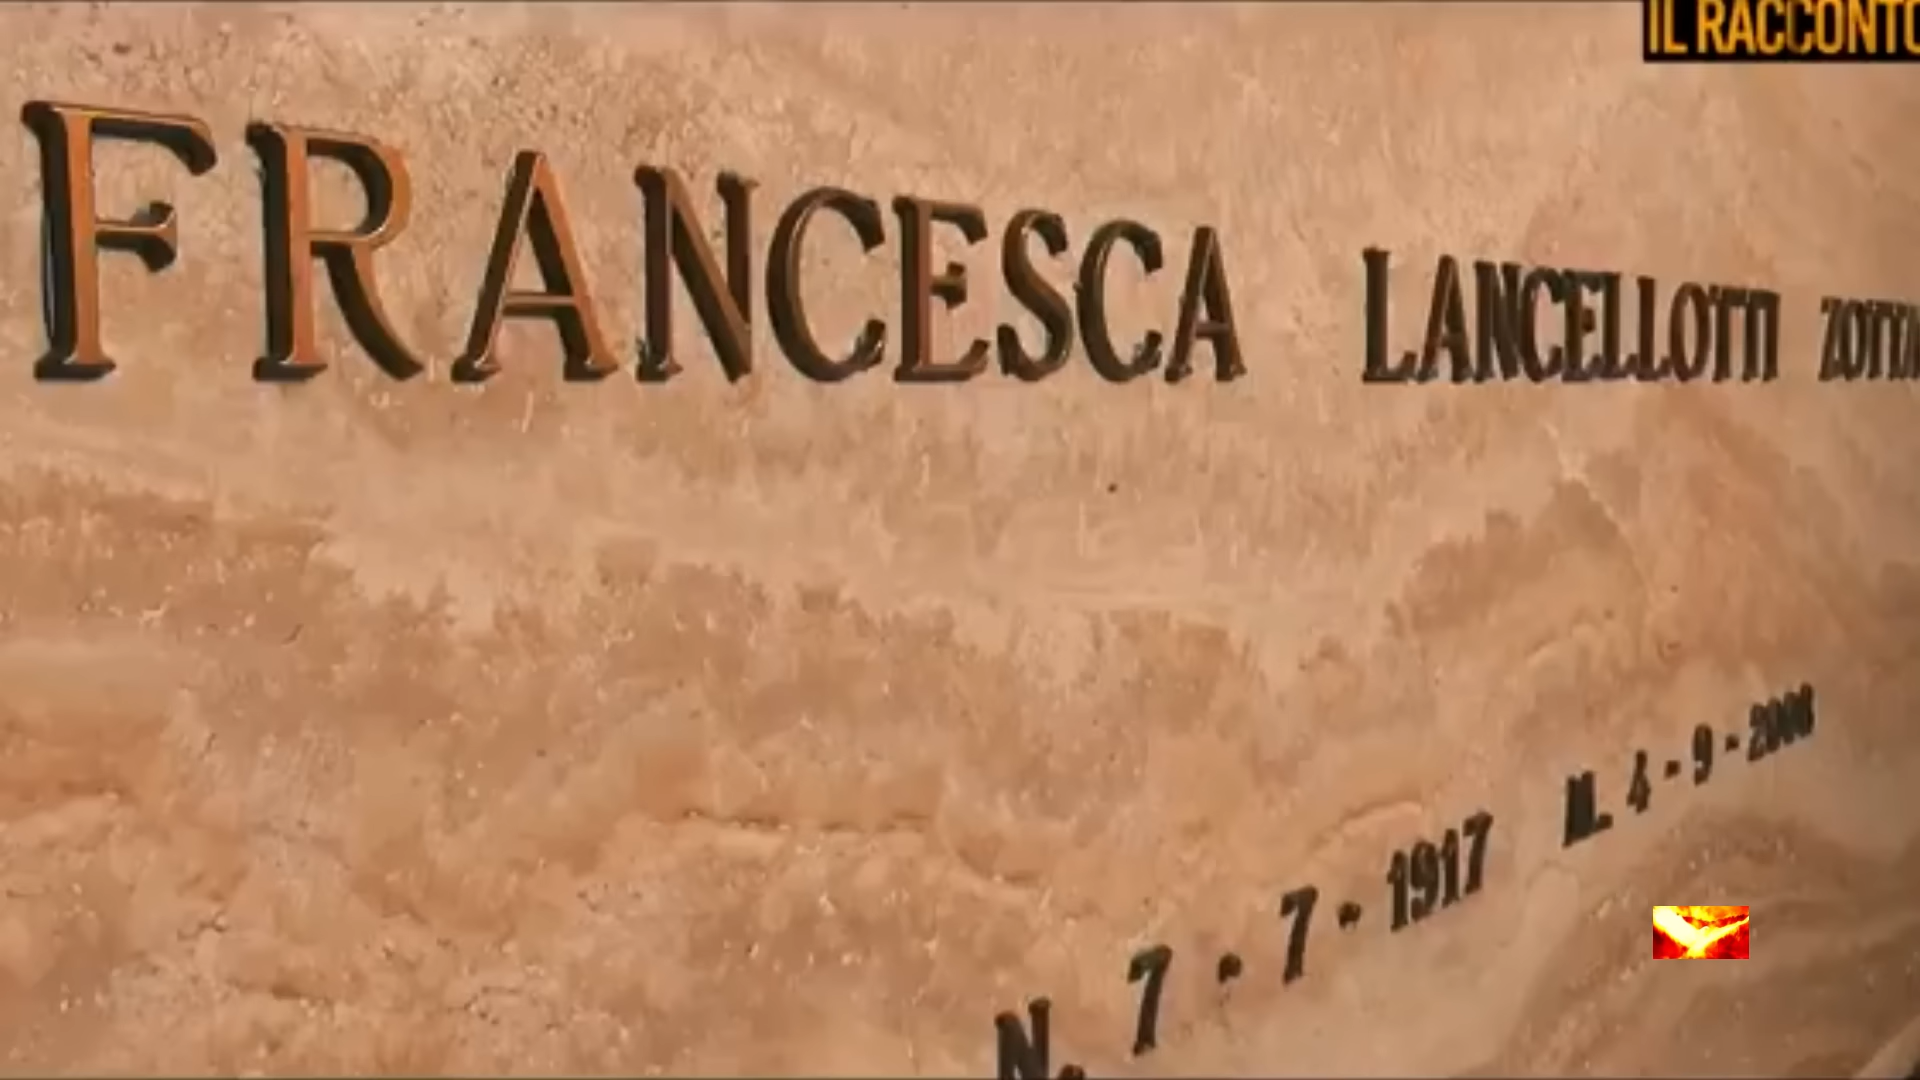 IL RACCONTO
FRANCESCA LANCELLOTTI
N. 7 - 7 - 1917 M. 4 - 9 - 2008